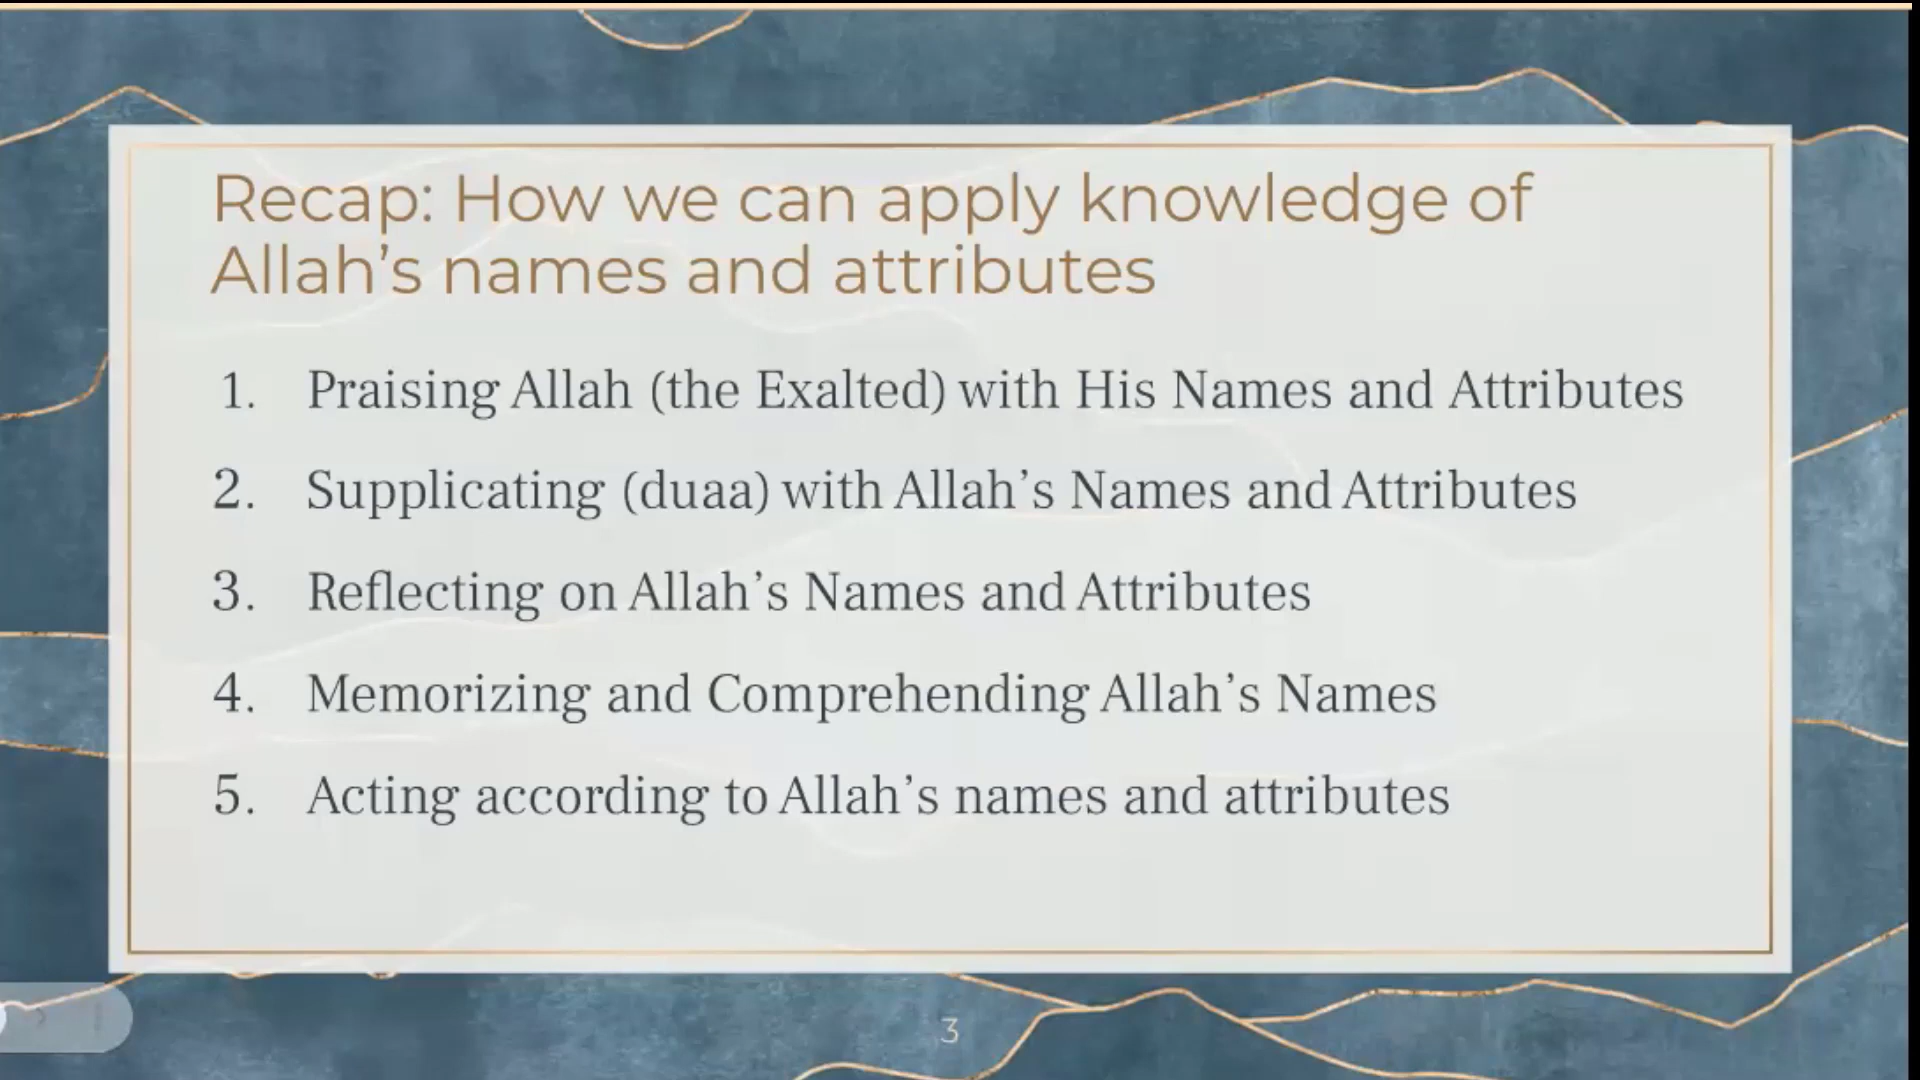 Recap: How we can apply knowledge of
Allah’s names and attributes
1. Praising Allah (the Exalted) with His Names and Attributes
2. Supplicating (duaa) with Allah’s Names and Attributes
3. Reflecting on Allah’s Names and Attributes
4. Memorizing and Comprehending Allah’s Names
5. Acting according to Allah’s names and attributes
3